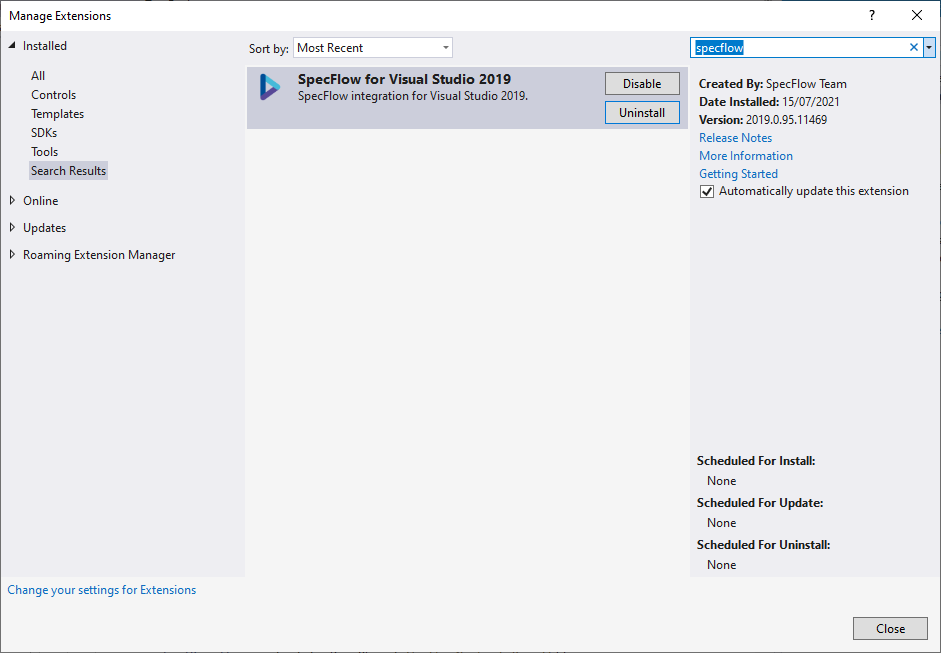 Manage Extensions
?
Installed
All
Controls
Templates
SDKs
Tools
Search Results
Online
Updates
Roaming Extension Manager
Change your settings for Extensions
Sort by: Most Recent
SpecFlow for Visual Studio 2019
SpecFlow integration for Visual Studio 2019.
Disable
Uninstall
specflow
Created By: SpecFlow Team
Date Installed: 15/07/2021
Version: 2019.0.95.11469
Release Notes
More Information
Getting Started
Automatically update this extension
Scheduled For Install:
None
Scheduled For Update:
None
Scheduled For Uninstall:
None
Close